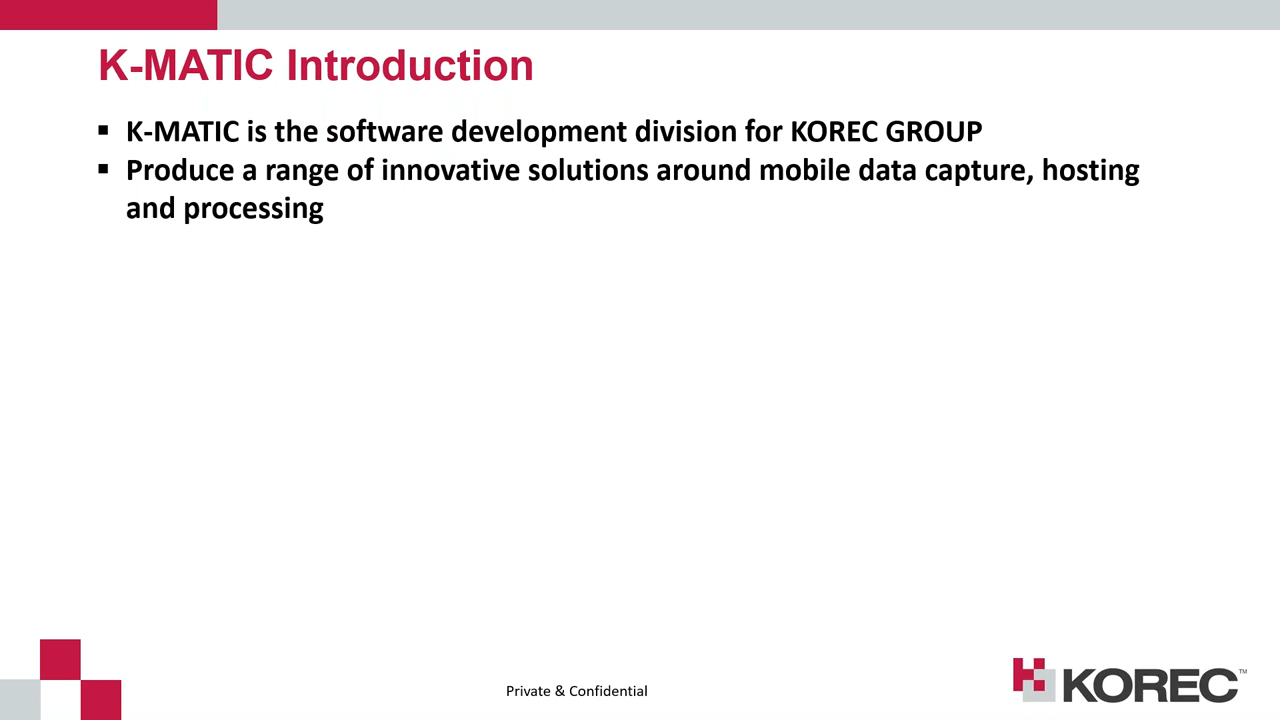 K-MATIC Introduction
▪ K-MATIC is the software development division for KOREC GROUP
▪ Produce a range of innovative solutions around mobile data capture, hosting
and processing
Private & Confidential
KOREC™